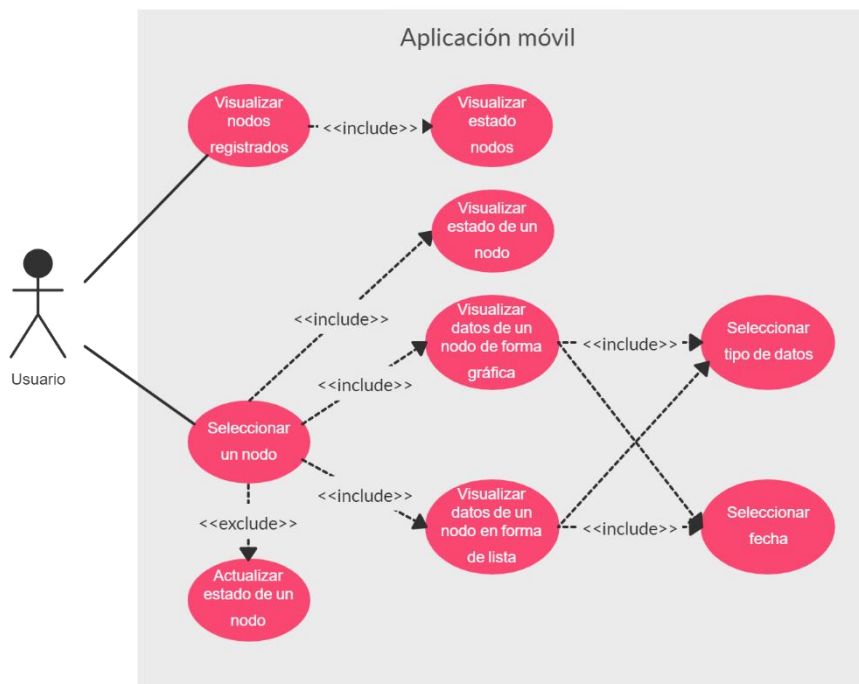 Aplicación móvil
Visualizar
nodos
registrados
<<include>>
Visualizar
estado
nodos
Visualizar
estado de un
nodo
<<include>>
Visualizar
datos de un
nodo de forma
gráfica
<<include>>
Seleccionar
tipo de datos
Usuario
<<include>>
Seleccionar
un nodo
<<include>>
Visualizar
datos de un
nodo en forma
de lista
<<include>>
Seleccionar
fecha
<<exclude>>
Actualizar
estado de un
nodo